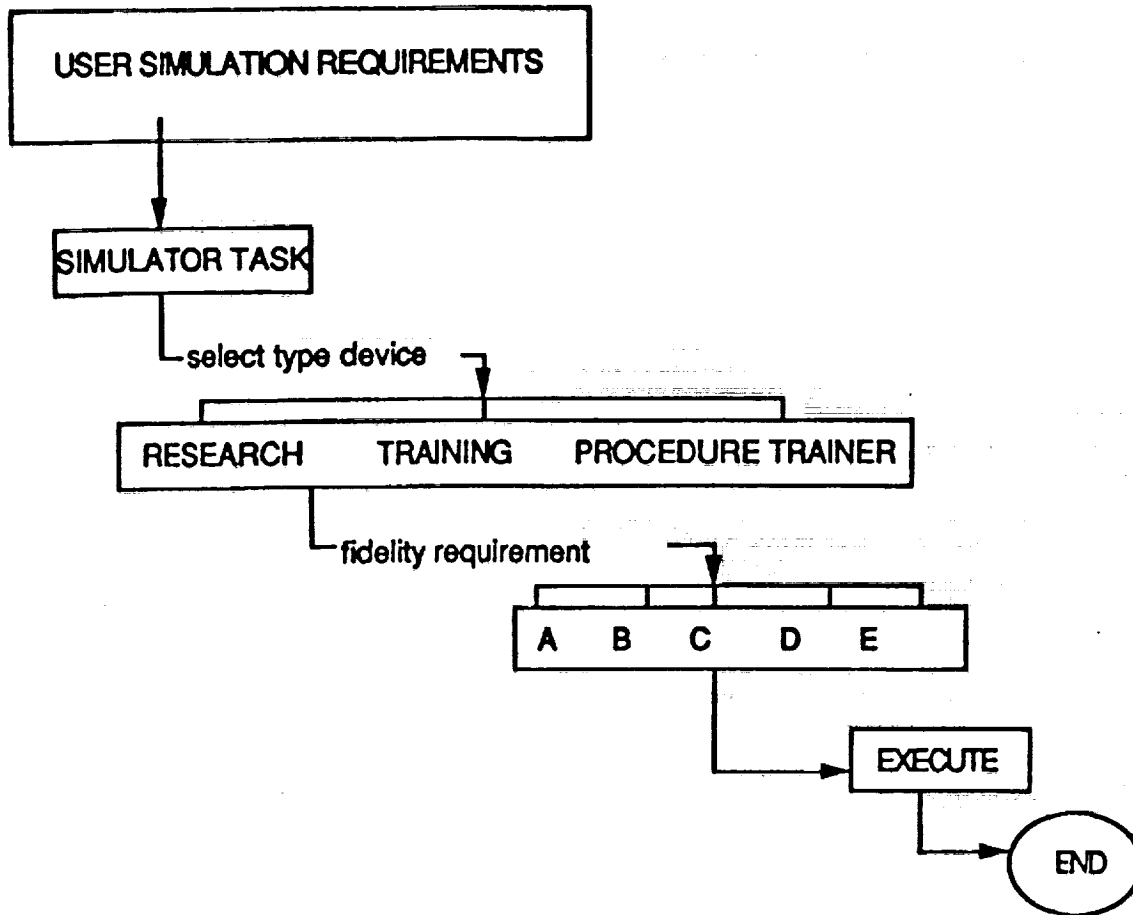 USER SIMULATION REQUIREMENTS
SIMULATOR TASK
select type device
RESEARCH TRAINING PROCEDURE TRAINER
fidelity requirement
A B C D E
EXECUTE
END